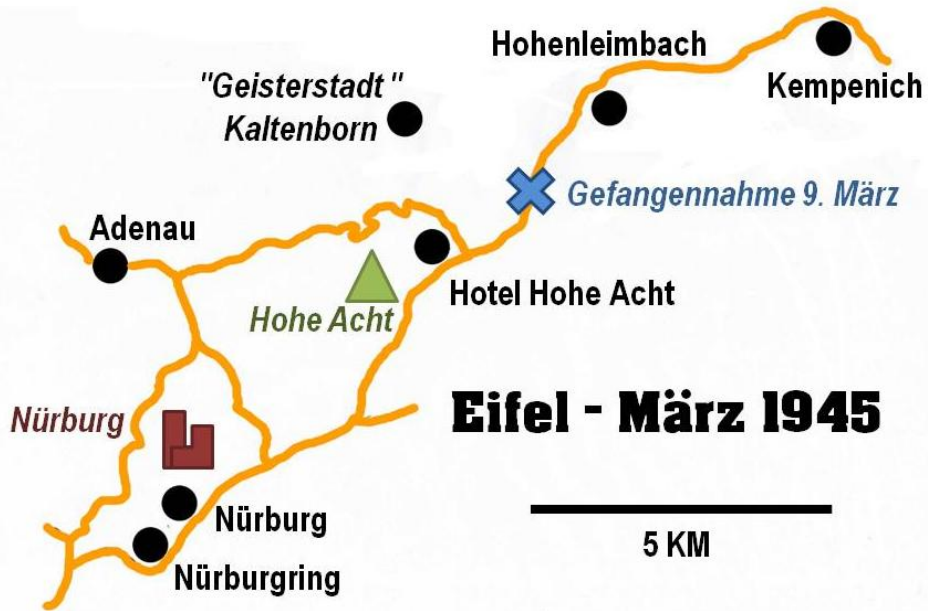 Hohenleimbach
Kempenich
"Geisterstadt "
Kaltenborn
Gefangennahme 9. März
Adenau
Hotel Hohe Acht
Hohe Acht
Eifel - März 1945
Nürburg
Nürburg
5 KM
Nürburgring